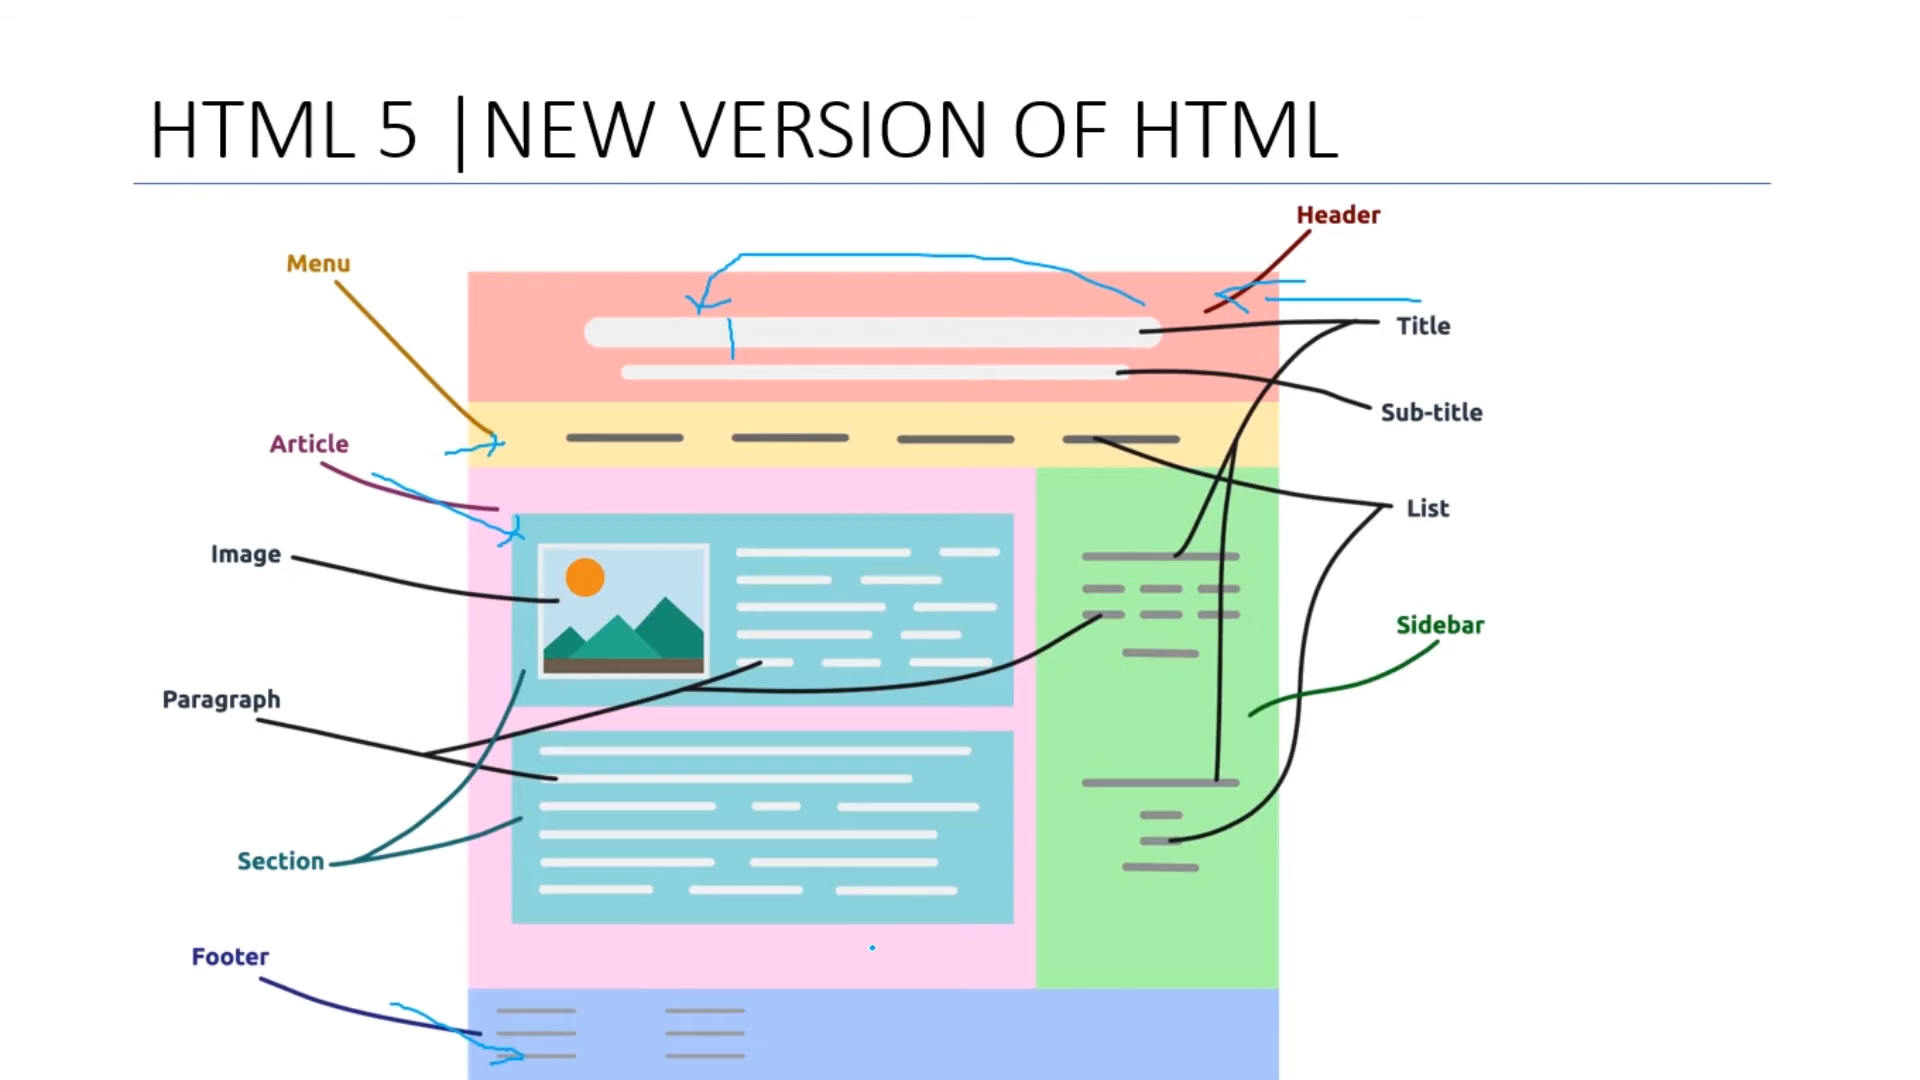 HTML 5 |NEW VERSION OF HTML
Header
Menu
Title
Sub-title
Article
List
Image
Sidebar
Paragraph
Section
Footer